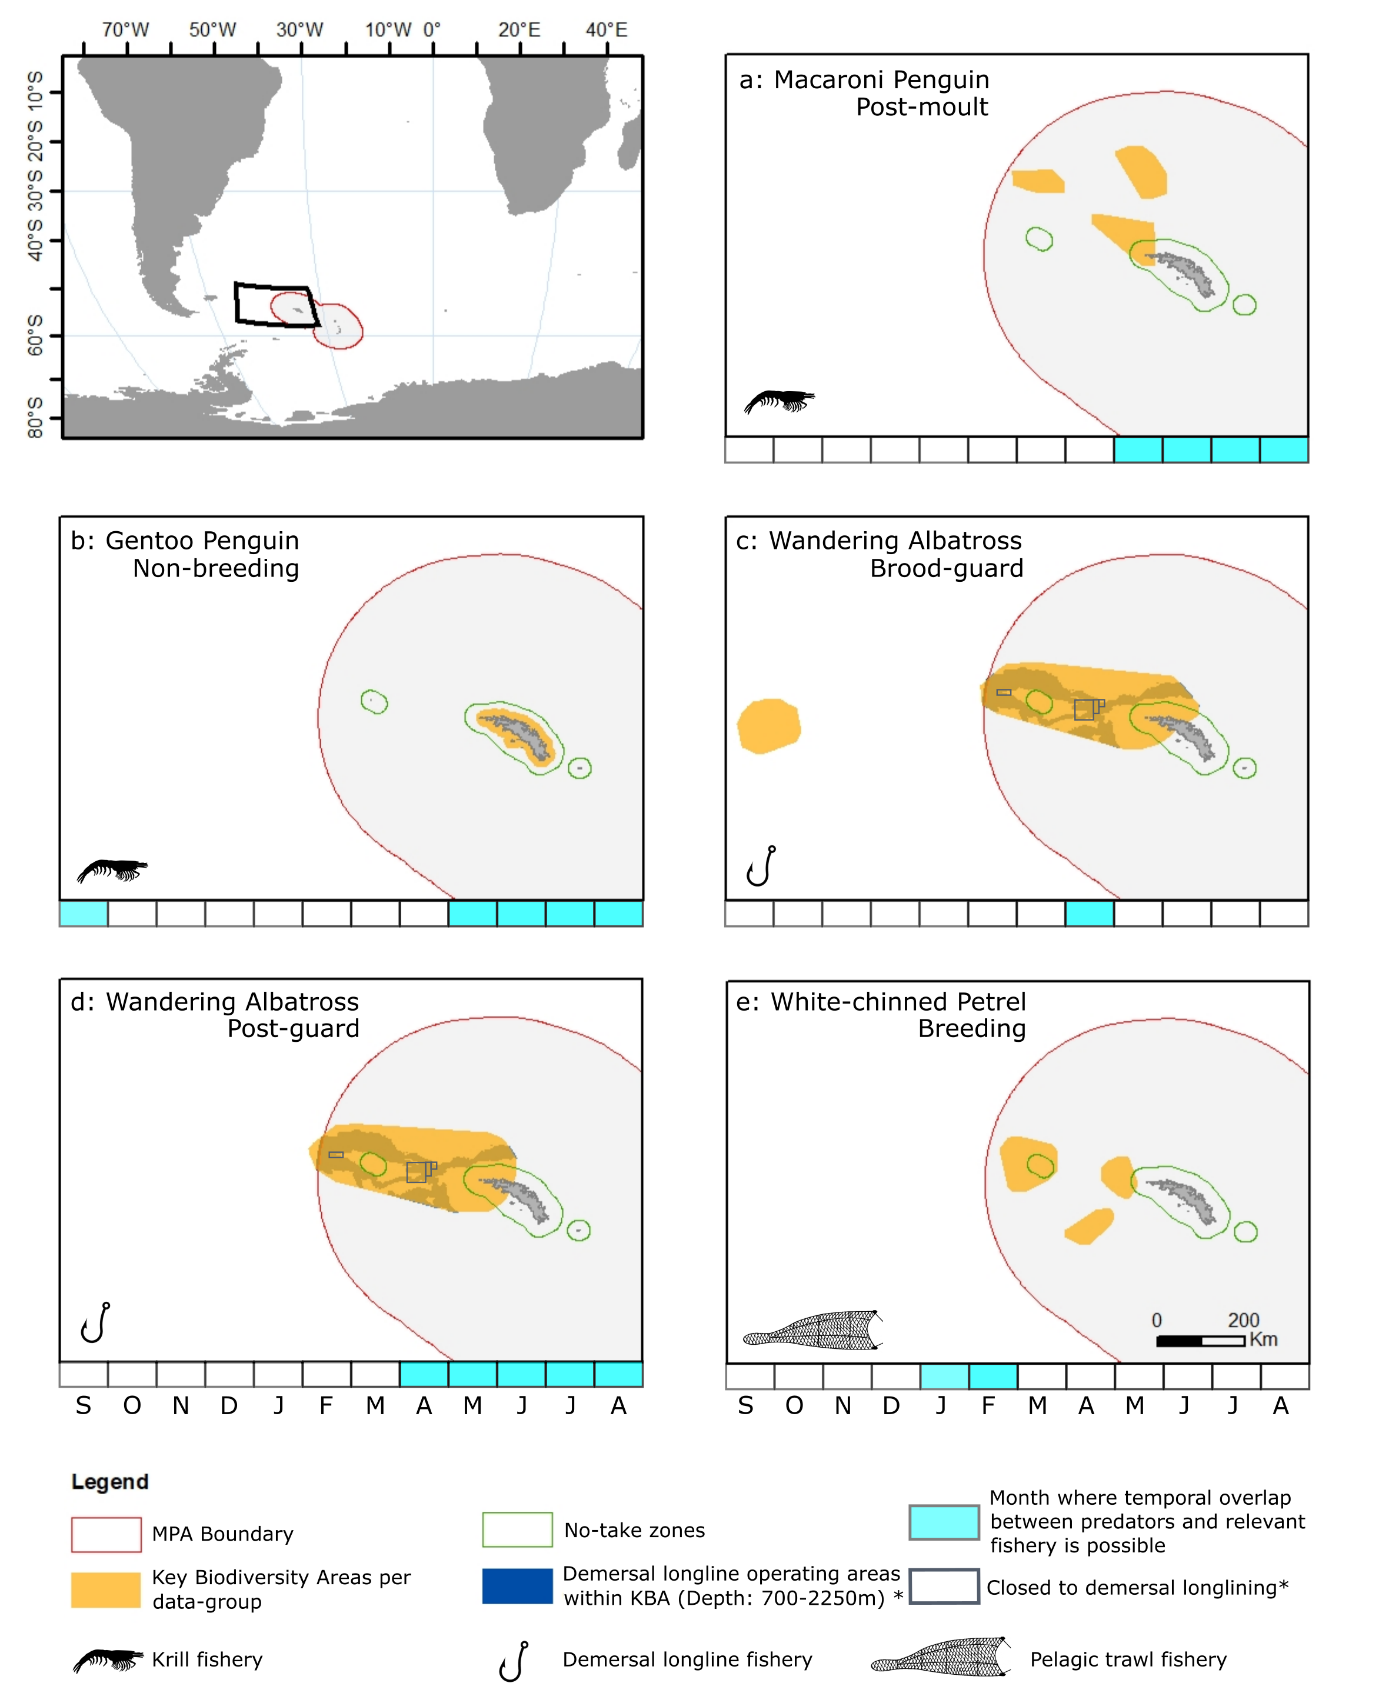 70°W 50°W 30°W 10°W 0° 20°E 40°E
10°S
20°S
30°S
40°S
60°S
80°S
a: Macaroni Penguin
Post-moult
b: Gentoo Penguin
Non-breeding
c: Wandering Albatross
Brood-guard
d: Wandering Albatross
Post-guard
e: White-chinned Petrel
Breeding
0 200
Km
S O N D J F M A M J J A
S O N D J F M A M J J A
Legend
MPA Boundary
Key Biodiversity Areas per
data-group
Krill fishery
No-take zones
Demersal longline operating areas
within KBA (Depth: 700-2250m) *
Demersal longline fishery
Month where temporal overlap
between predators and relevant
fishery is possible
Closed to demersal longlining*
Pelagic trawl fishery